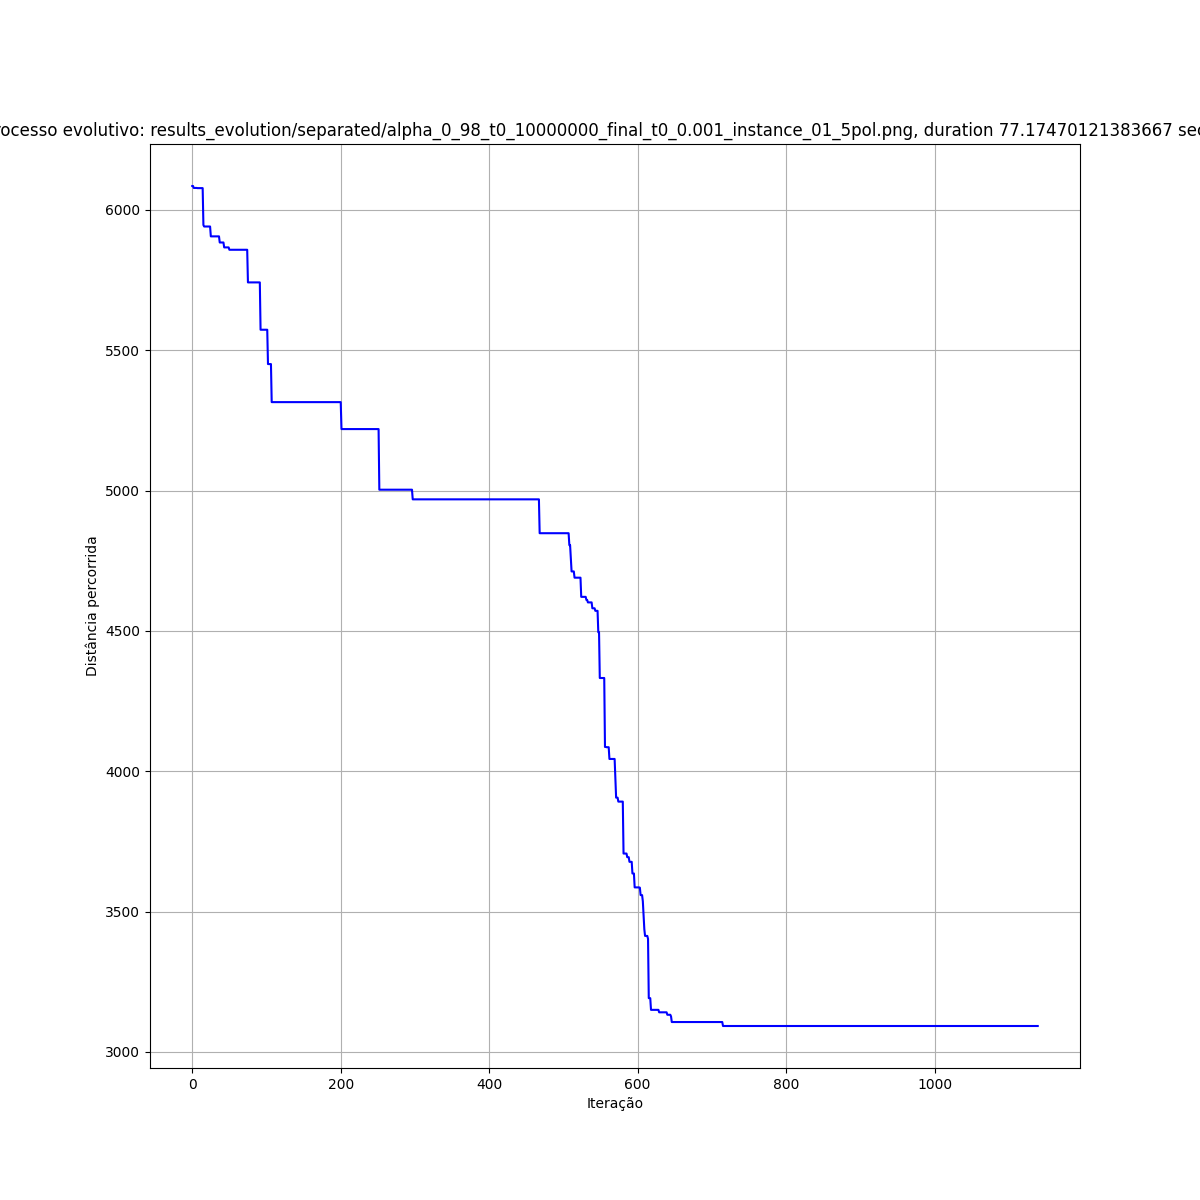 ocesso evolutivo: results_evolution/separated/alpha_0_98_t0_10000000_final_t0_0.001_instance_01_5pol.png, duration 77.17470121383667 sec
6000
5500
5000
4500
4000
3500
3000
Distância percorrida
0 200 400 600 800 1000
Iteração